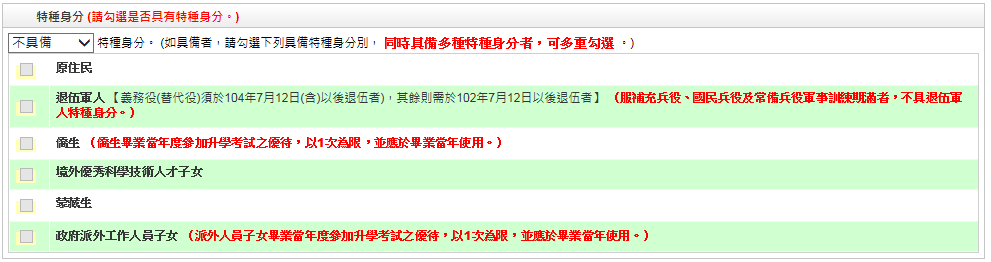 特種身分 (請勾選是否具有特種身分。)
不具備 特種身分。(如具備者，請勾選下列具備特種身分別， 同時具備多種特種身分者，可多重勾選 。)
原住民
退伍軍人 【義務役(替代役)須於104年7月12日(含)以後退伍者)，其餘則需於102年7月12日以後退伍者】 （服補充兵役、國民兵役及常備兵役軍事訓練期滿者，不具退伍軍
人特種身分。）
僑生 （僑生畢業當年度參加升學考試之優待，以1次為限，並應於畢業當年使用。）
境外優秀科學技術人才子女
蒙藏生
政府派外工作人員子女 （派外人員子女畢業當年度參加升學考試之優待，以1次為限，並應於畢業當年使用。）